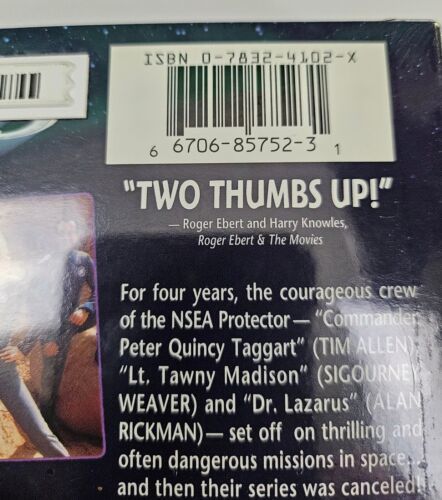 ISBN 0-7832-4102-X
6 6706-85752-3 1
"TWO THUMBS UP!"
— Roger Ebert and Harry Knowles,
Roger Ebert & The Movies
For four years, the courageous crew
of the NSEA Protector— "Commander
Peter Quincy Taggart" (TIM ALLEN),
"Lt. Tawny Madison" (SIGOURNEY
WEAVER) and "Dr. Lazarus" (ALAN
RICKMAN)— set off on thrilling and
often dangerous missions in space...
and then their series was canceled!